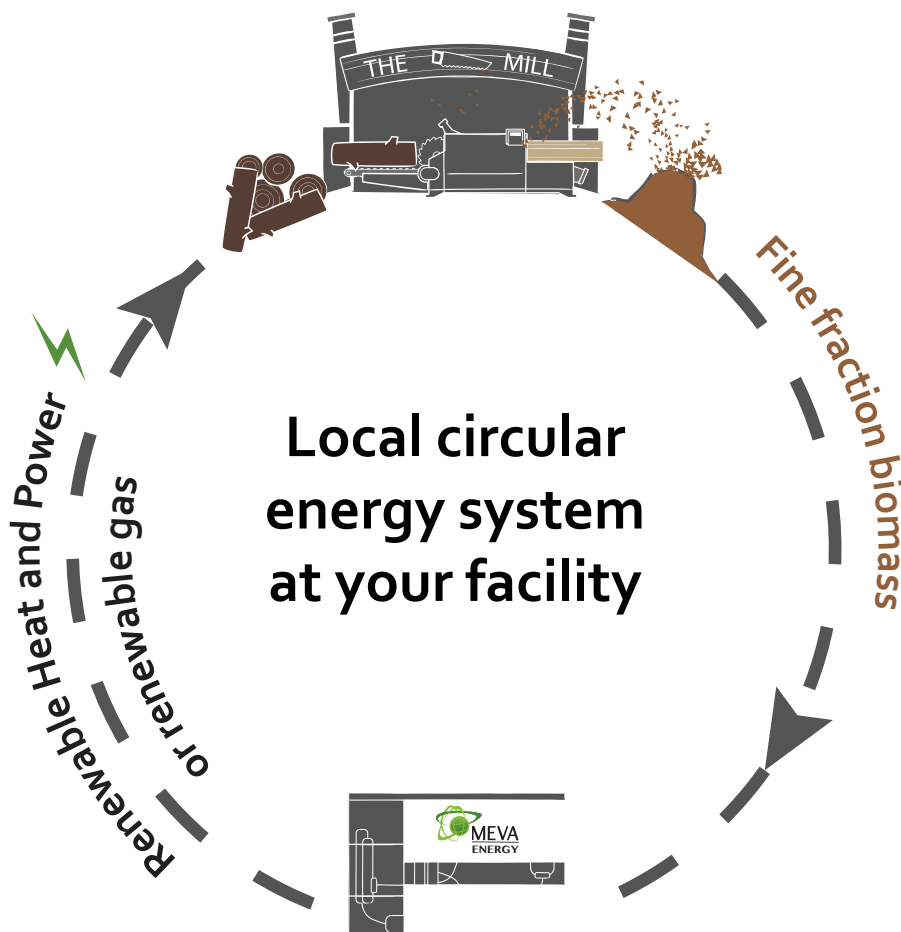 THE MILL
Fine fraction biomass
Local circular
energy system
at your facility
Renewable Heat and Power
or renewable gas
MEVA
ENERGY